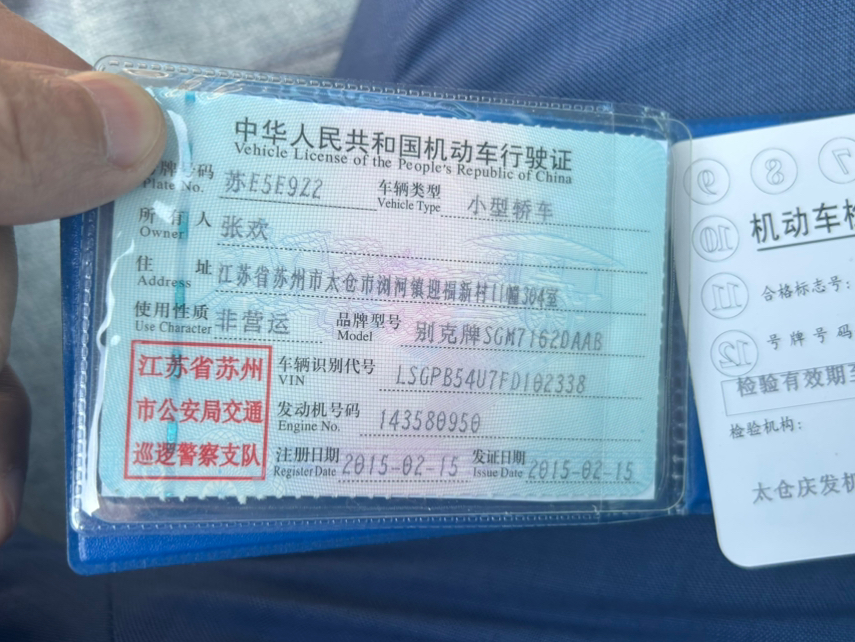 中华人民共和国机动车行驶证
Vehicle License of the People's Republic of China
号牌号码 苏E5E9Z2 车辆类型 小型轿车
Plate No. Vehicle Type
所有人 张欢
Owner
住址 江苏省苏州市太仓市浏河镇迎福新村11幢304室
Address
使用性质 非营运 品牌型号 别克牌SGM7162DAAB
Use Character Model
江苏省苏州
市公安局交通
巡逻警察支队
车辆识别代号 LSGPB54U7FD102338
VIN
发动机号码 143580950
Engine No.
注册日期 2015-02-15 发证日期 2015-02-15
Register Date Issue Date
7
8
9
10
11
12
机动车检
合格标志号:
号牌号码
检验有效期至
检验机构:
太仓庆发机